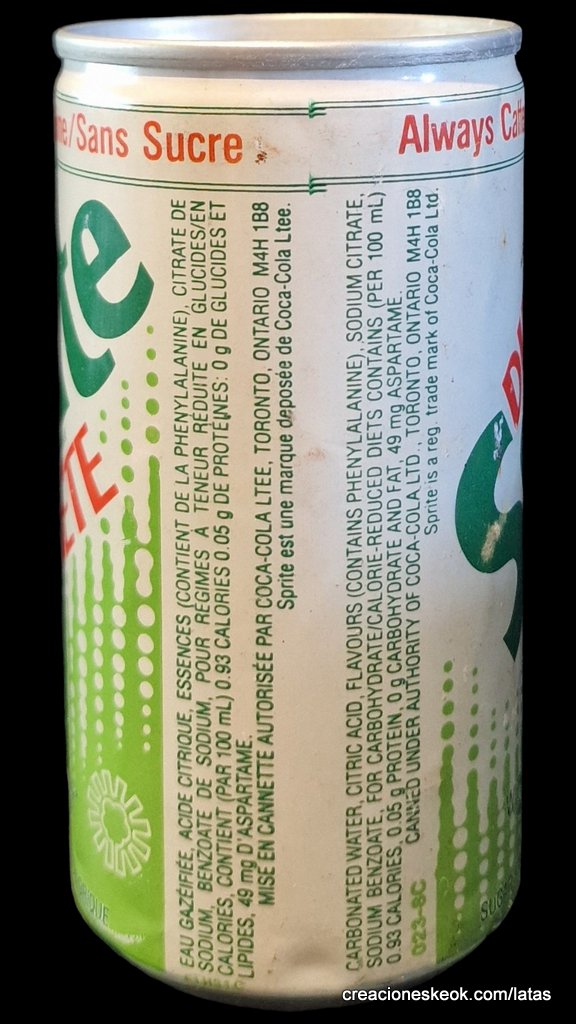 /Sans Sucre
Always
te
ETE
EAU GAZÉIFIÉE, ACIDE CITRIQUE, ESSENCES (CONTIENT DE LA PHENYLALANINE), CITRATE DE
SODIUM, BENZOATE DE SODIUM, POUR RÉGIMES À TENEUR RÉDUITE EN GLUCIDES/EN
CALORIES, CONTIENT (PAR 100 mL) 0.93 CALORIES 0.05 g DE PROTÉINES: 0 g DE GLUCIDES ET
LIPIDES, 49 mg D'ASPARTAME.
MISE EN CANNETTE AUTORISÉE PAR COCA-COLA LTEE, TORONTO, ONTARIO M4H 1B8
Sprite est une marque déposée de Coca-Cola Ltee.
CARBONATED WATER, CITRIC ACID, FLAVOURS (CONTAINS PHENYLALANINE), SODIUM CITRATE,
SODIUM BENZOATE, FOR CARBOHYDRATE/CALORIE-REDUCED DIETS CONTAINS (PER 100 mL)
0.93 CALORIES, 0.05 g PROTEIN, 0 g CARBOHYDRATE AND FAT, 49 mg ASPARTAME.
CANNED UNDER AUTHORITY OF COCA-COLA LTD., TORONTO, ONTARIO M4H 1B8
Sprite is a reg. trade mark of Coca-Cola Ltd.
023-8C
S
D
SU
creacioneskeok.com/latas